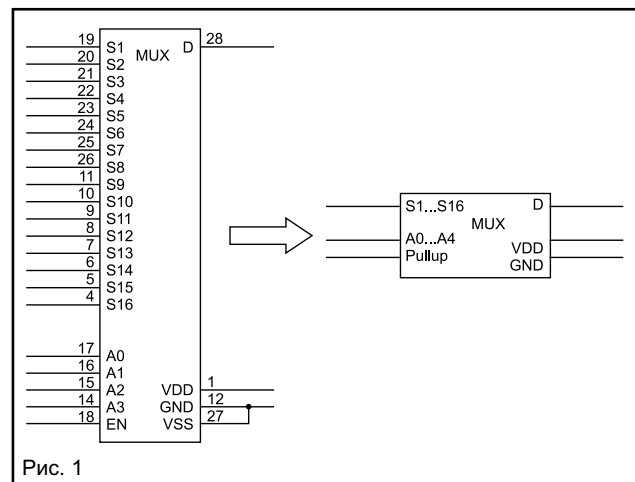 19 S1 D 28
MUX
20 S2
21 S3
22 S4
23 S5
24 S6
25 S7
26 S8
11 S9
10 S10
9 S11
8 S12
7 S13
6 S14
5 S15
4 S16
17 A0
16 A1
15 A2 VDD 1
14 A3 GND 12
18 EN VSS 27
S1...S16 D
MUX
A0...A4 VDD
Pullup GND
Рис. 1